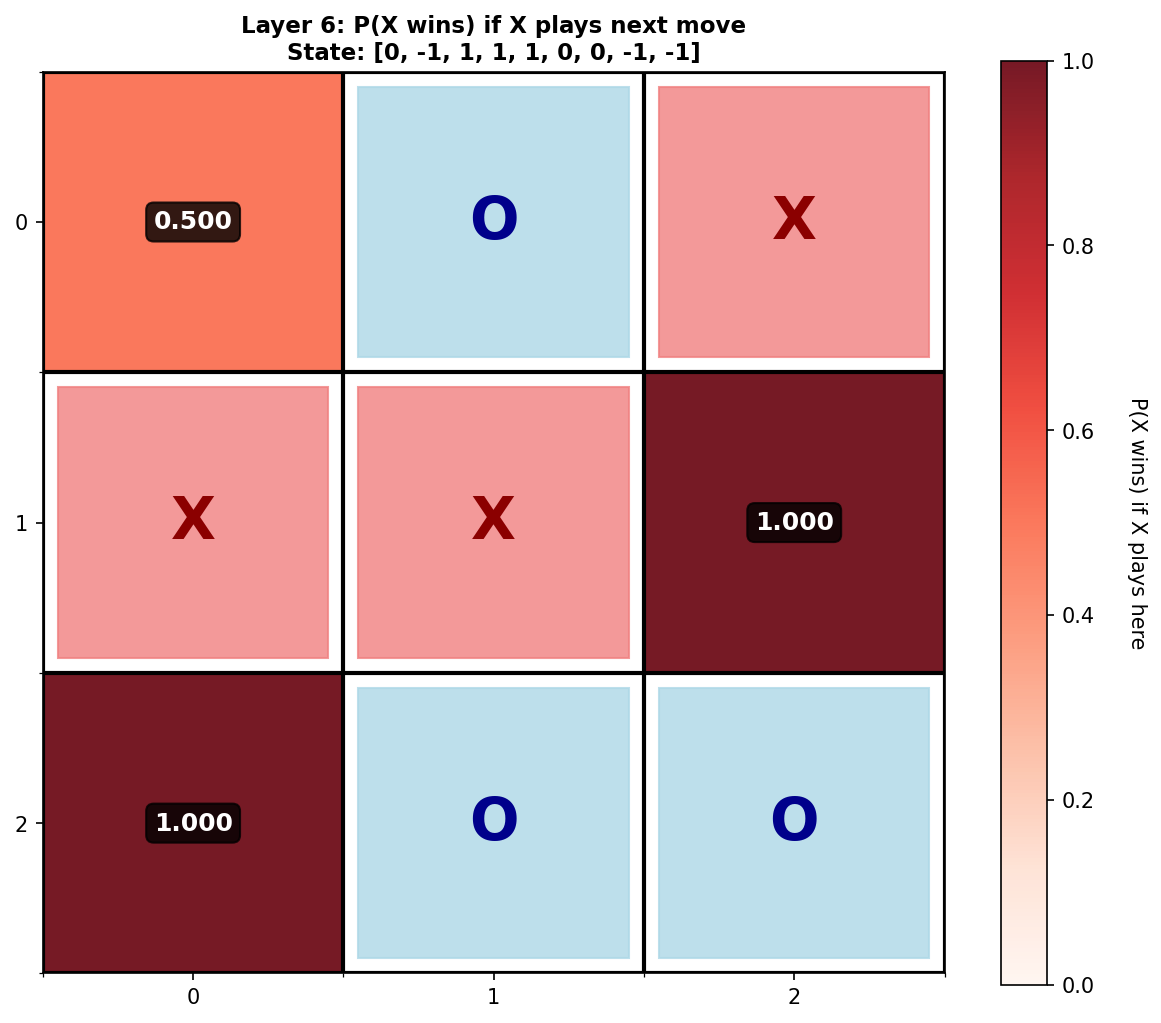 Layer 6: P(X wins) if X plays next move
State: [0, -1, 1, 1, 1, 0, 0, -1, -1]
0
0.500
O
X
1
X
X
1.000
2
1.000
O
O
0
1
2
1.0
0.8
0.6
0.4
0.2
0.0
P(X wins) if X plays here